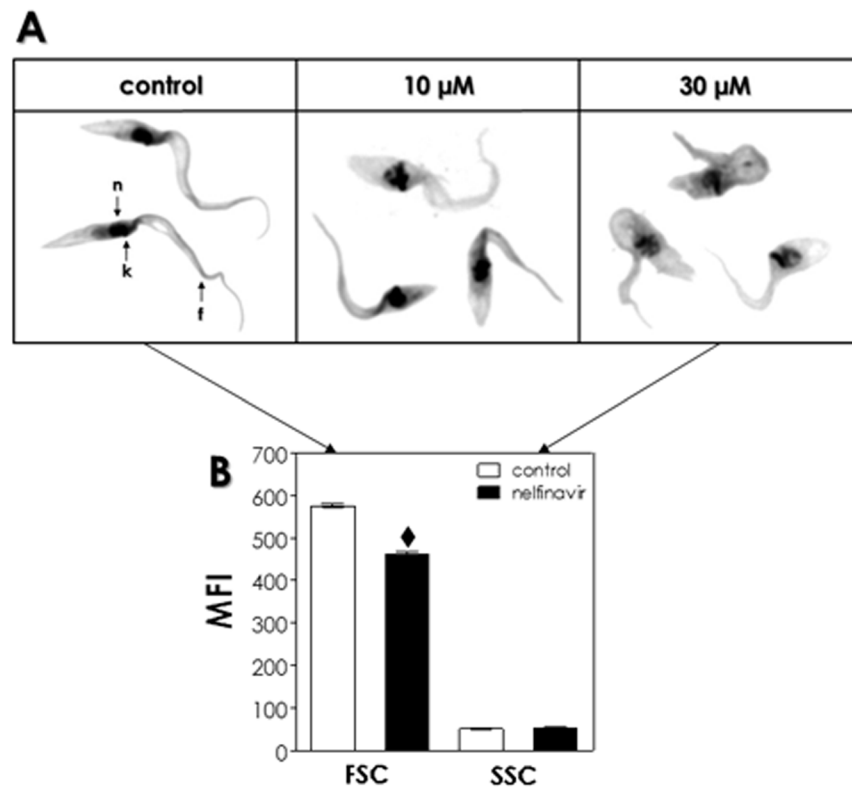 A
control 10 µM 30 µM
n
k
f
B
700
600
500
400
300
200
100
0
MFI
control
nelfinavir
FSC SSC